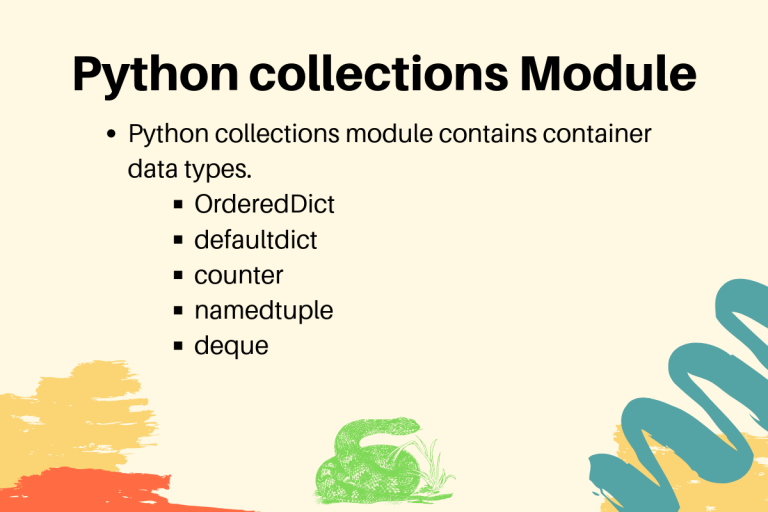 Python collections Module
• Python collections module contains container
data types.
▪ OrderedDict
▪ defaultdict
▪ counter
▪ namedtuple
▪ deque